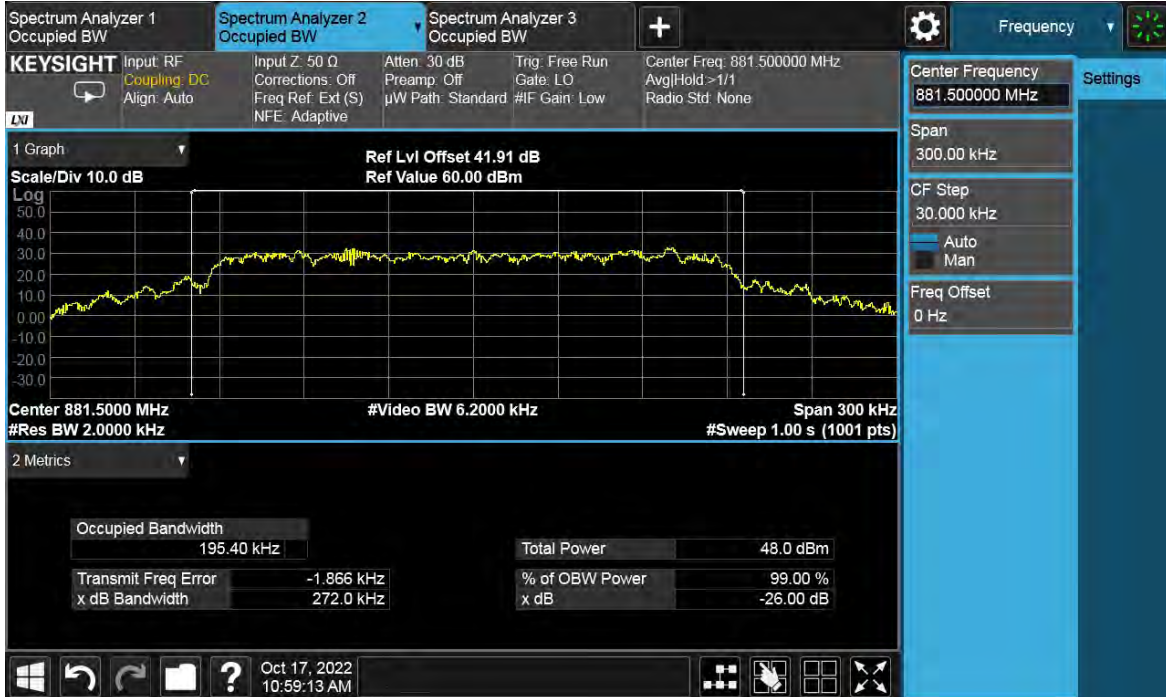 Spectrum Analyzer 1
Occupied BW
Spectrum Analyzer 2
Occupied BW
Spectrum Analyzer 3
Occupied BW
Frequency
KEYSIGHT
LXI
Input: RF
Coupling: DC
Align: Auto
Input Z: 50 Ω
Corrections: Off
Freq Ref: Ext (S)
NFE: Adaptive
Atten: 30 dB
Preamp: Off
µW Path: Standard
Trig: Free Run
Gate: LO
#IF Gain: Low
Center Freq: 881.500000 MHz
Avg|Hold:>1/1
Radio Std: None
Center Frequency
881.500000 MHz
Settings
Span
300.00 kHz
CF Step
30.000 kHz
Auto
Man
Freq Offset
0 Hz
1 Graph
Scale/Div 10.0 dB
Ref Lvl Offset 41.91 dB
Ref Value 60.00 dBm
Log
50.0
40.0
30.0
20.0
10.0
0.00
-10.0
-20.0
-30.0
Center 881.5000 MHz
#Video BW 6.2000 kHz
Span 300 kHz
#Res BW 2.0000 kHz
#Sweep 1.00 s (1001 pts)
2 Metrics
Occupied Bandwidth
195.40 kHz
Total Power 48.0 dBm
Transmit Freq Error -1.866 kHz
% of OBW Power 99.00 %
x dB Bandwidth 272.0 kHz
x dB -26.00 dB
?
Oct 17, 2022
10:59:13 AM